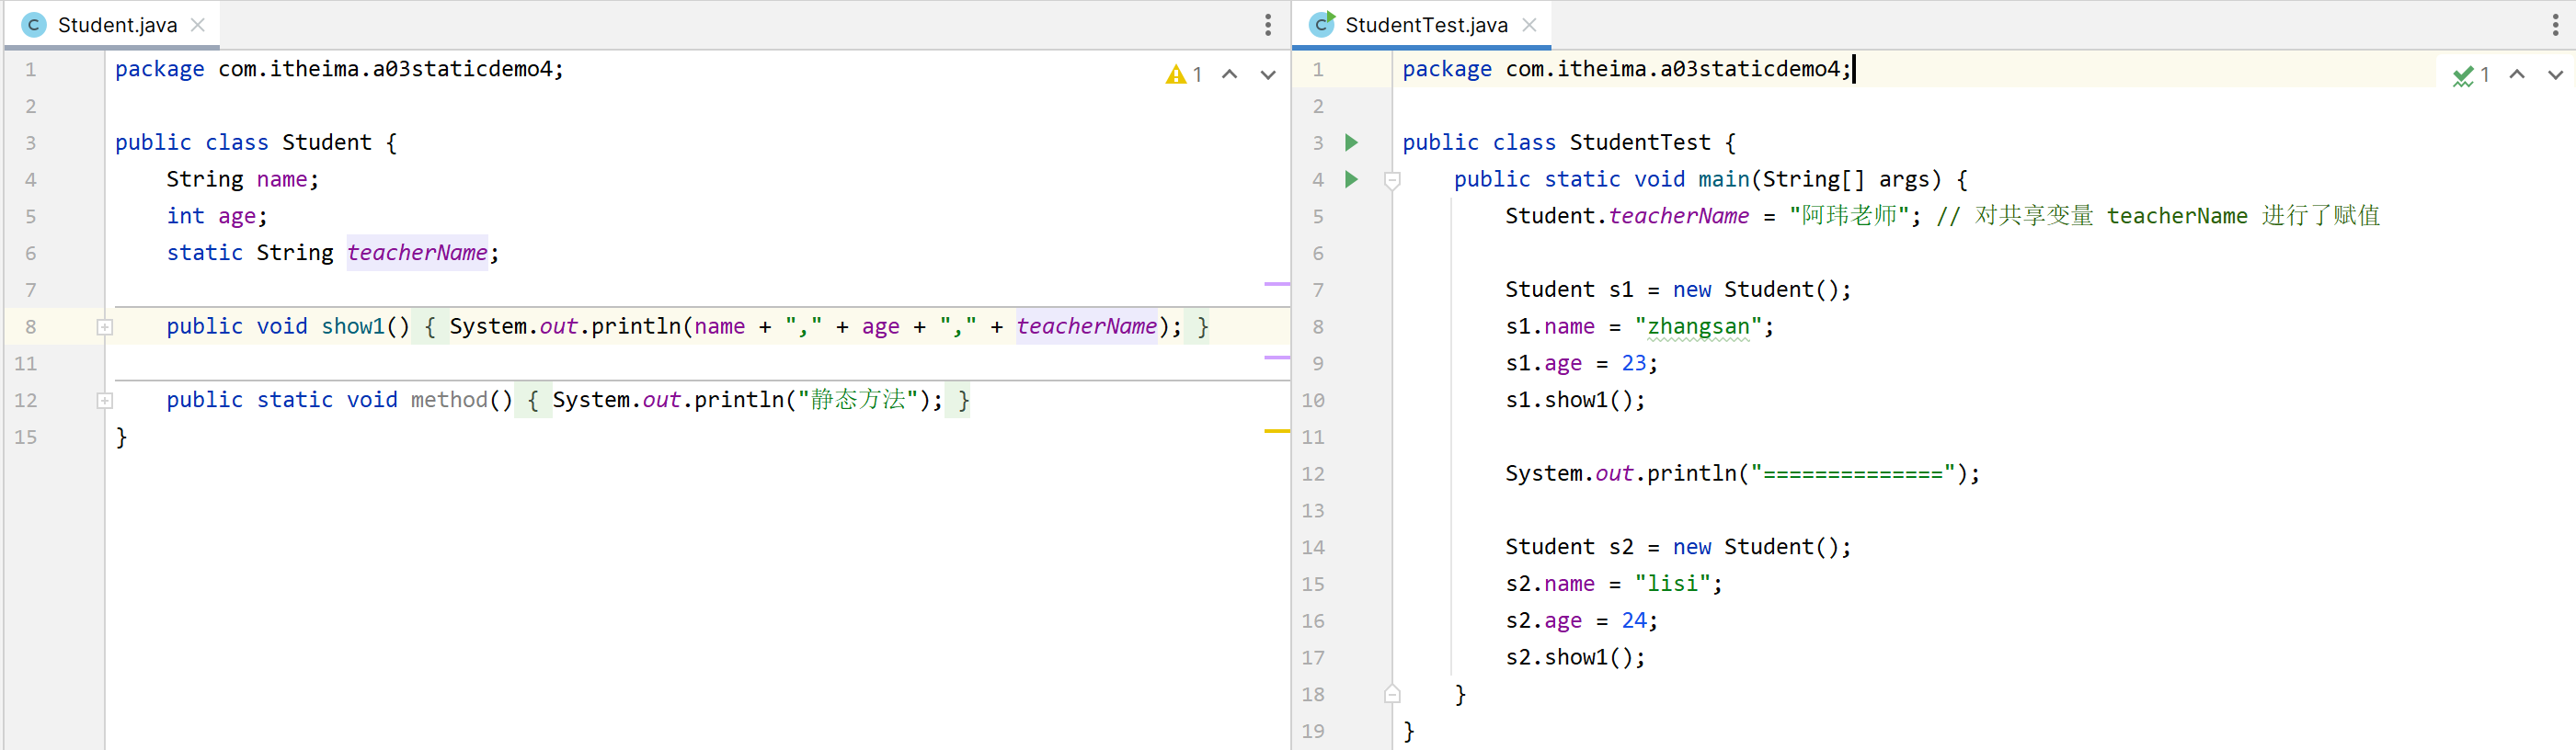 Student.java
1 package com.itheima.a03staticdemo4;
2
3 public class Student {
4     String name;
5     int age;
6     static String teacherName;
7
8     public void show1() { System.out.println(name + "," + age + "," + teacherName); }
11
12     public static void method() { System.out.println("静态方法"); }
15 }
1
StudentTest.java
1 package com.itheima.a03staticdemo4;
2
3 public class StudentTest {
4     public static void main(String[] args) {
5         Student.teacherName = "阿玮老师"; // 对共享变量 teacherName 进行了赋值
6
7         Student s1 = new Student();
8         s1.name = "zhangsan";
9         s1.age = 23;
10         s1.show1();
11
12         System.out.println("==============");
13
14         Student s2 = new Student();
15         s2.name = "lisi";
16         s2.age = 24;
17         s2.show1();
18     }
19 }
1